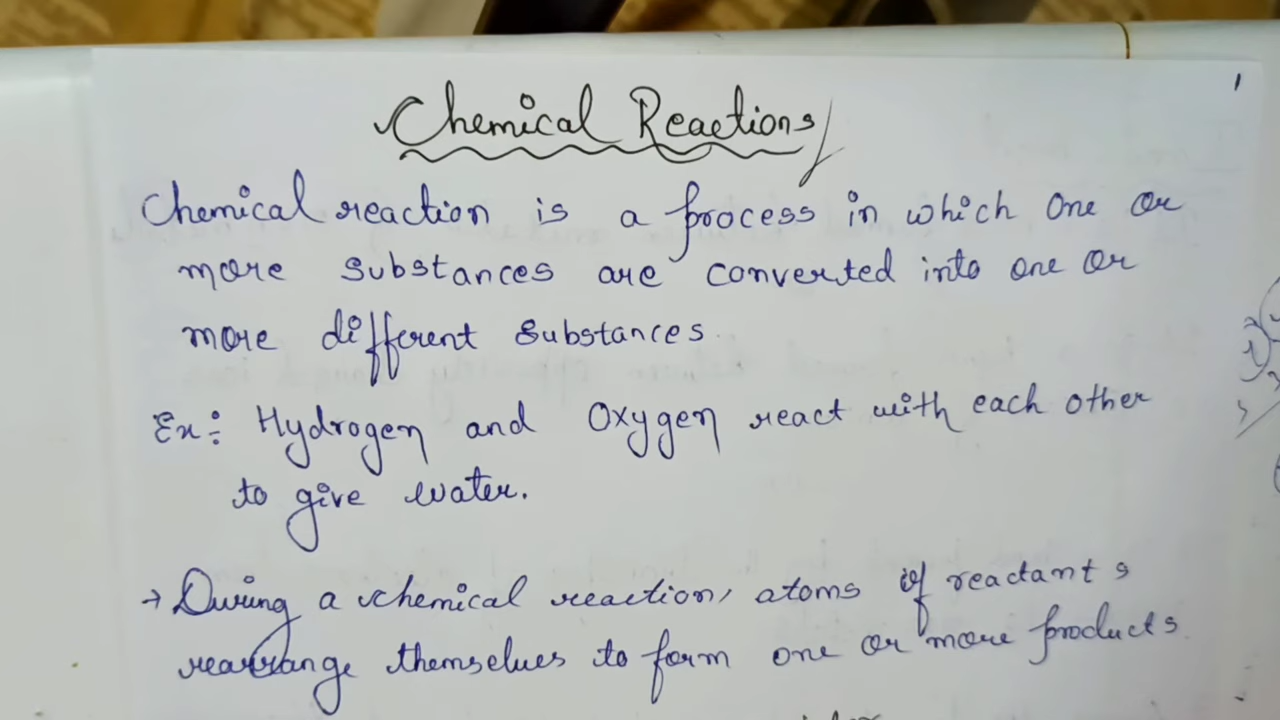 1
Chemical Reactions
Chemical reaction is a process in which one or
more substances are converted into one or
more different substances.
Ex:- Hydrogen and Oxygen react with each other
to give water.
→ During a chemical reaction, atoms of reactants
rearrange themselves to form one or more products